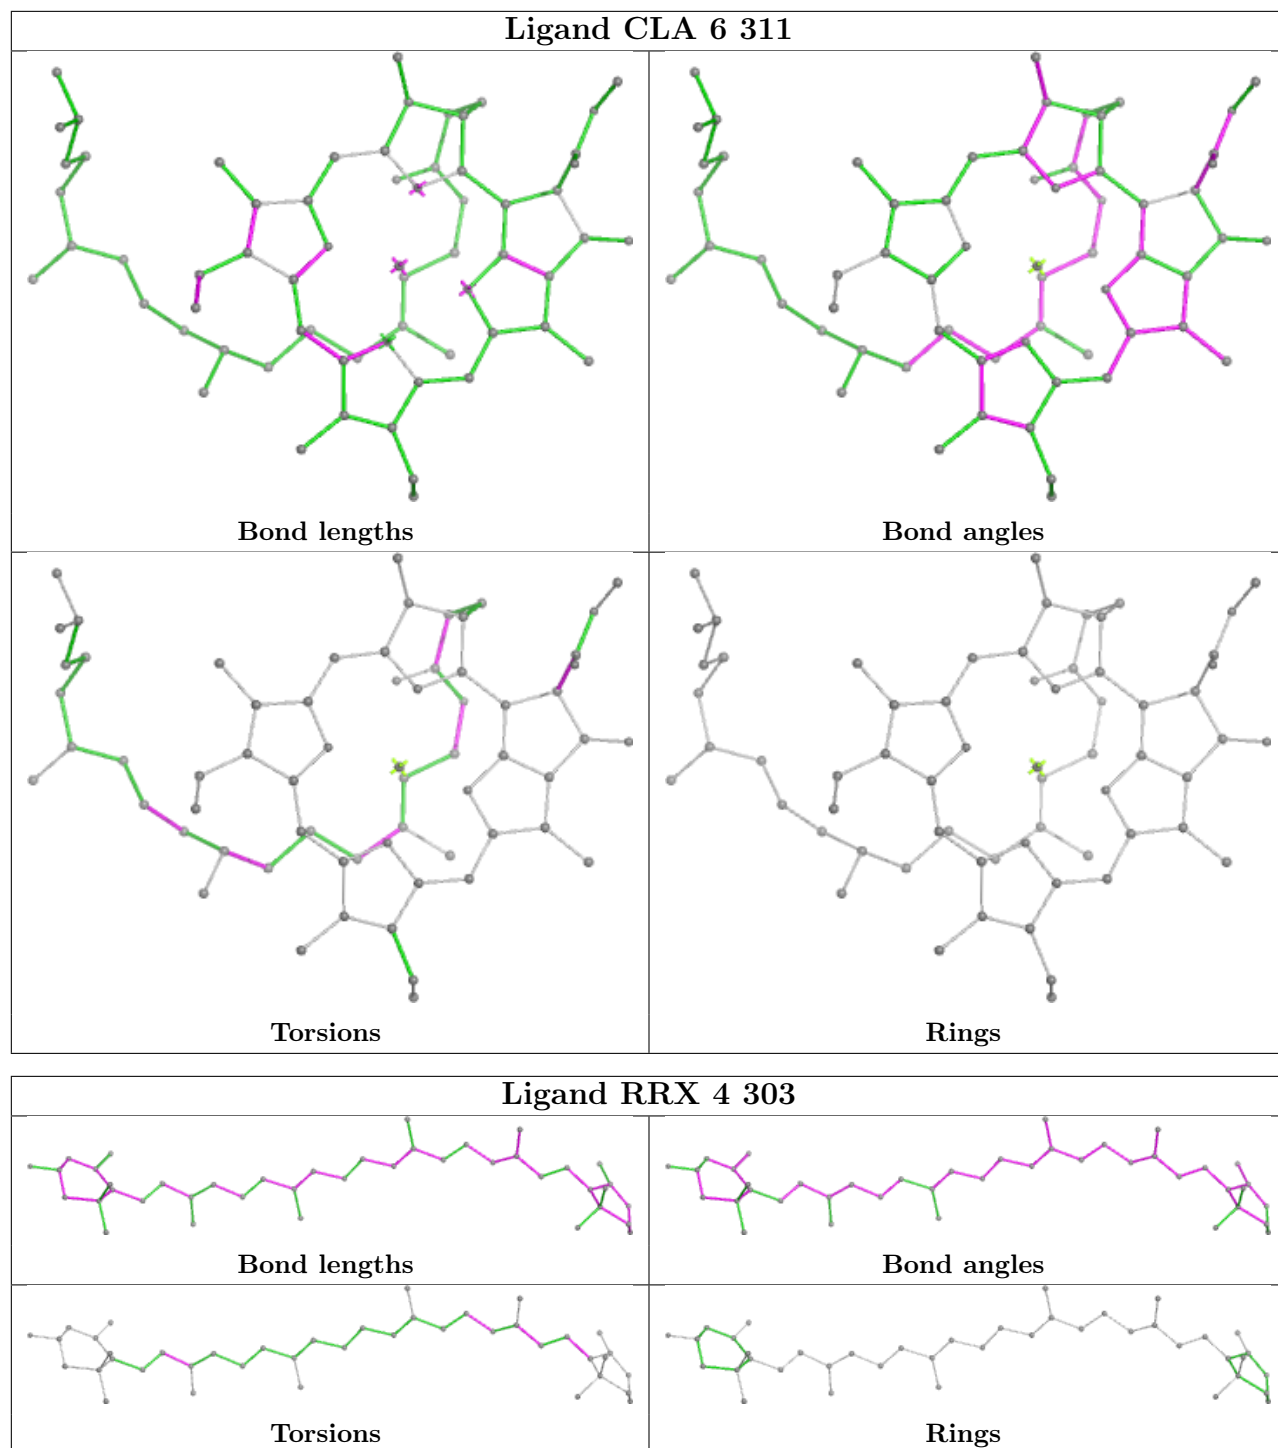 Ligand CLA 6 311
Bond lengths
Bond angles
Torsions
Rings
Ligand RRX 4 303
Bond lengths
Bond angles
Torsions
Rings